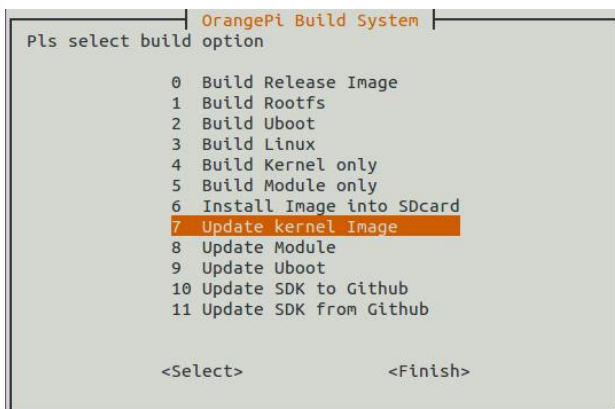 OrangePi Build System
Pls select build option
0 Build Release Image
1 Build Rootfs
2 Build Uboot
3 Build Linux
4 Build Kernel only
5 Build Module only
6 Install Image into SDcard
7 Update kernel Image
8 Update Module
9 Update Uboot
10 Update SDK to Github
11 Update SDK from Github
<Select> <Finish>